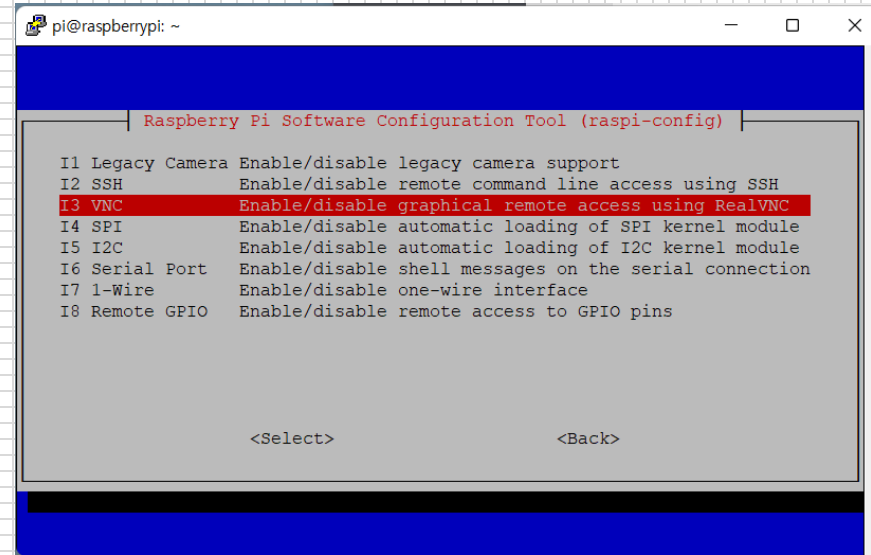 pi@raspberrypi: ~
Raspberry Pi Software Configuration Tool (raspi-config)
I1 Legacy Camera Enable/disable legacy camera support
I2 SSH Enable/disable remote command line access using SSH
I3 VNC Enable/disable graphical remote access using RealVNC
I4 SPI Enable/disable automatic loading of SPI kernel module
I5 I2C Enable/disable automatic loading of I2C kernel module
I6 Serial Port Enable/disable shell messages on the serial connection
I7 1-Wire Enable/disable one-wire interface
I8 Remote GPIO Enable/disable remote access to GPIO pins
<Select> <Back>